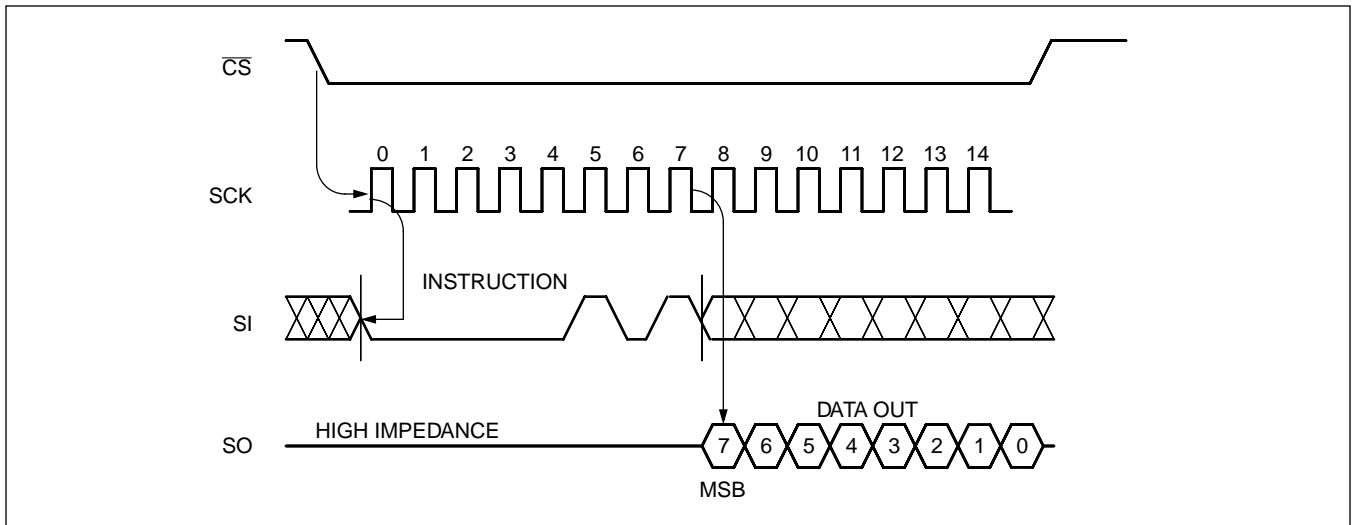 CS
0 1 2 3 4 5 6 7 8 9 10 11 12 13 14
SCK
INSTRUCTION
SI
DATA OUT
HIGH IMPEDANCE
SO
7 6 5 4 3 2 1 0
MSB